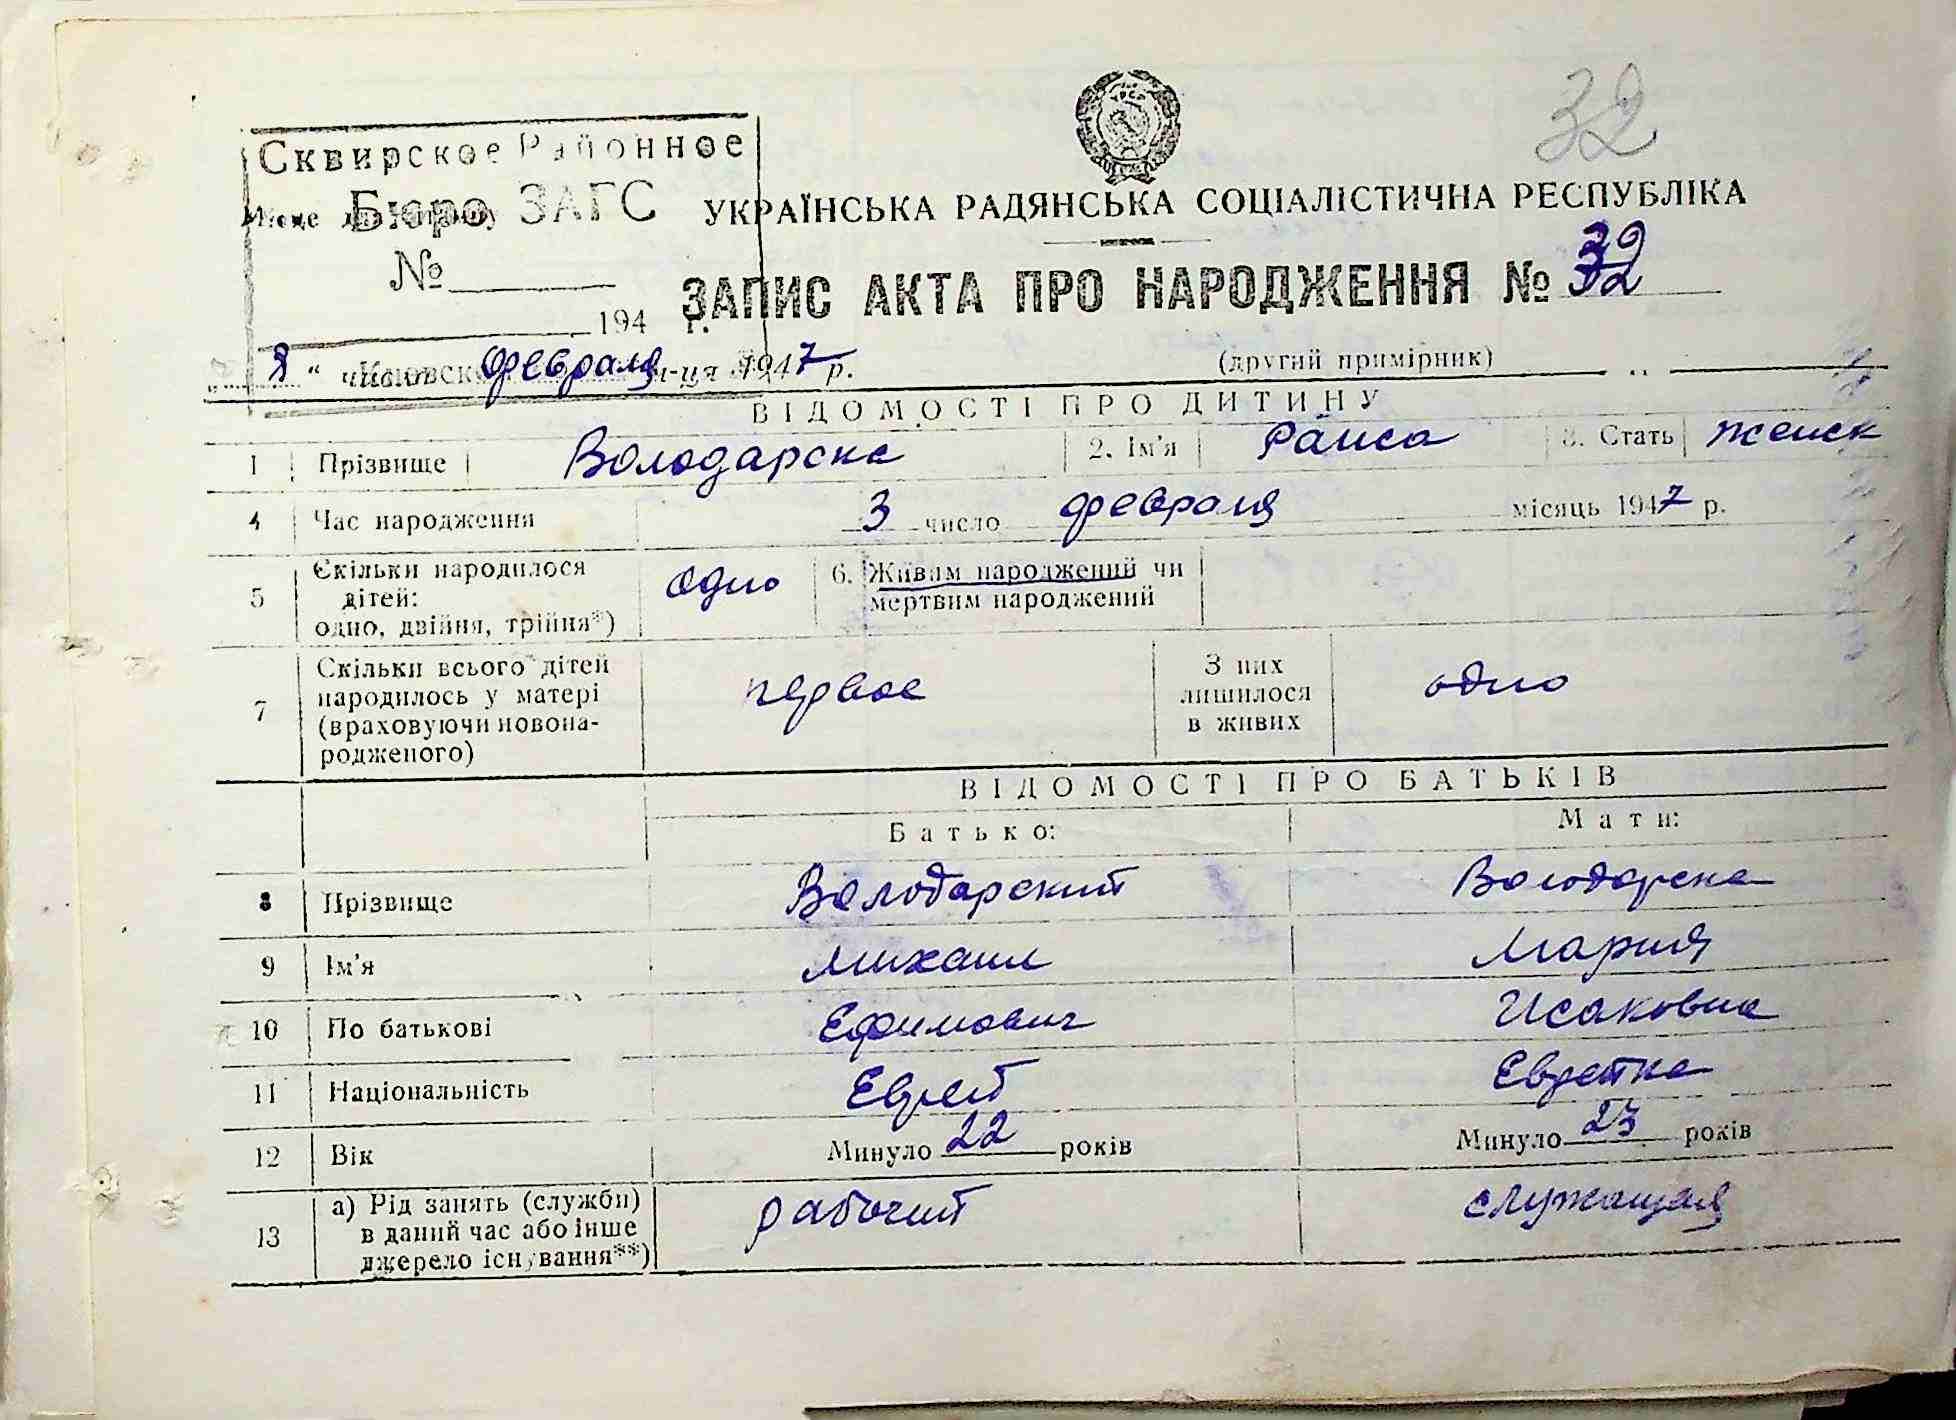 32
Сквирское Районное
Бюро ЗАГС
№
194 г.
УКРАЇНСЬКА РАДЯНСЬКА СОЦІАЛІСТИЧНА РЕСПУБЛІКА
ЗАПИС АКТА ПРО НАРОДЖЕННЯ № 32
„8“ числа февраля м-ця 1947 р. (другий примірник)
ВІДОМОСТІ ПРО ДИТИНУ
1 Прізвище Володарска 2. Ім'я Раиса 3. Стать женск
4 Час народження 3 число февраля місяць 1947 р.
5 Скільки народилося дітей: одно, двійня, трійня*) одно 6. Живим народжений чи мертвим народжений
7 Скільки всього дітей народилось у матері (враховуючи новонародженого) первое З них лишилося в живих одно
ВІДОМОСТІ ПРО БАТЬКІВ
Батько: Мати:
8 Прізвище Володарский Володарска
9 Ім'я Михаил Мария
10 По батькові Ефимович Исаковна
11 Національність Еврей Еврейка
12 Вік Минуло 22 років Минуло 23 років
13 а) Рід занять (служби) в даний час або інше джерело існування**) рабочий служащая